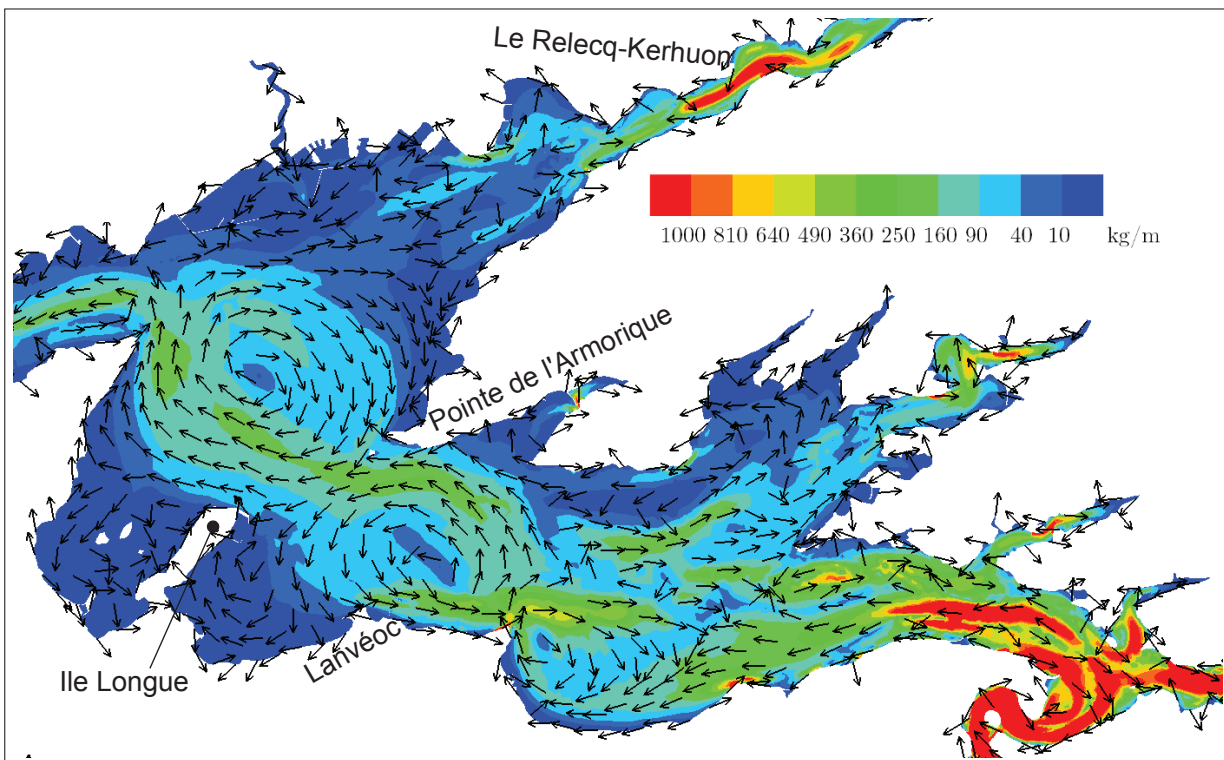 Le Relecq-Kerhuon
1000 810 640 490 360 250 160 90 40 10 kg/m
Pointe de l'Armorique
Lanvéoc
Ile Longue